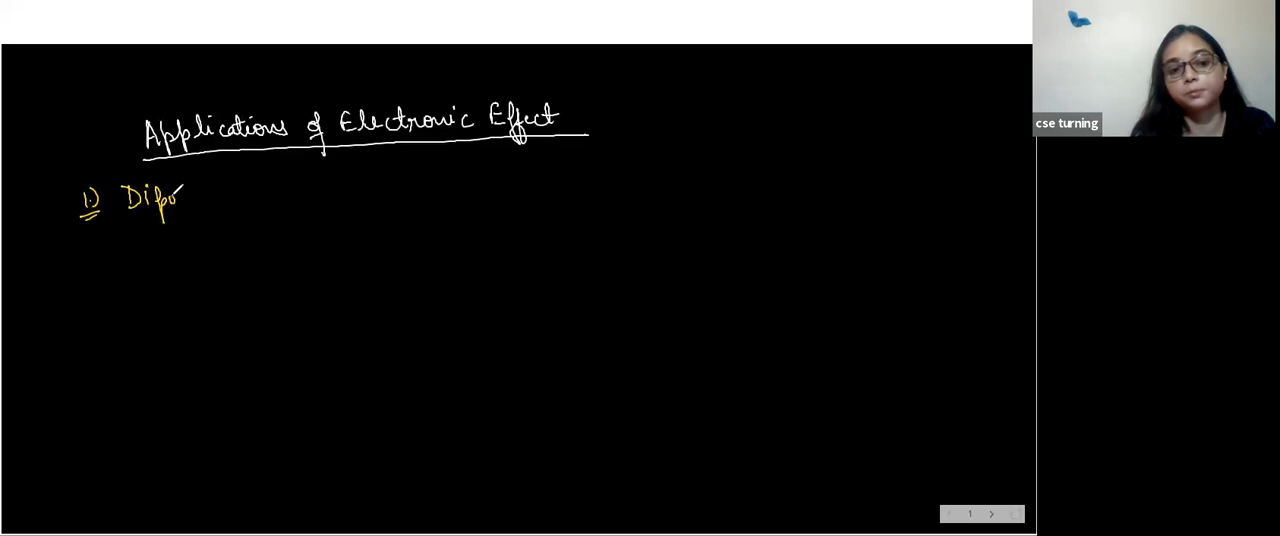 Applications of Electronic Effect
1.) Dipo
cse turning
1